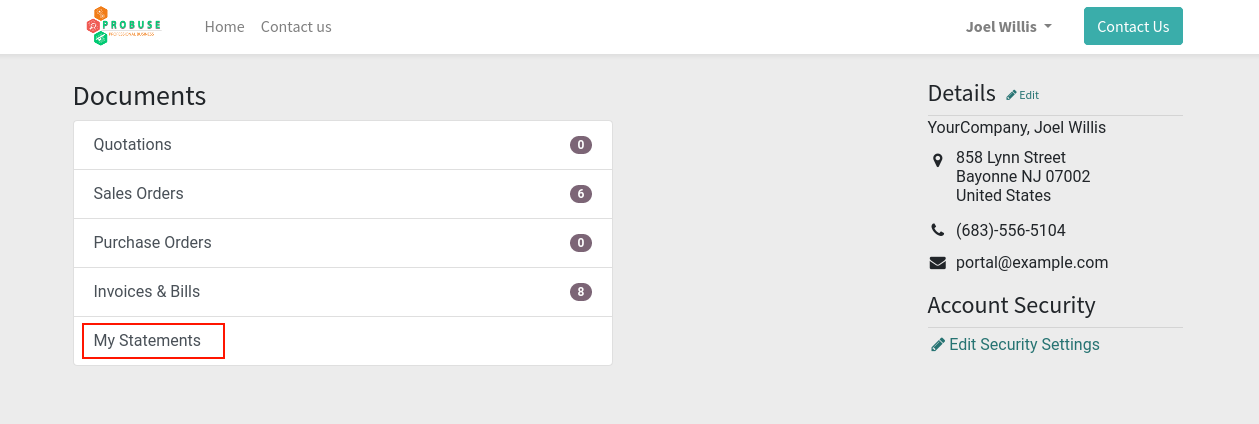 PROBUSE
Home
Contact us
Joel Willis
Contact Us
Documents
Quotations 0
Sales Orders 6
Purchase Orders 0
Invoices & Bills 8
My Statements
Details
Edit
YourCompany, Joel Willis
858 Lynn Street
Bayonne NJ 07002
United States
(683)-556-5104
portal@example.com
Account Security
Edit Security Settings